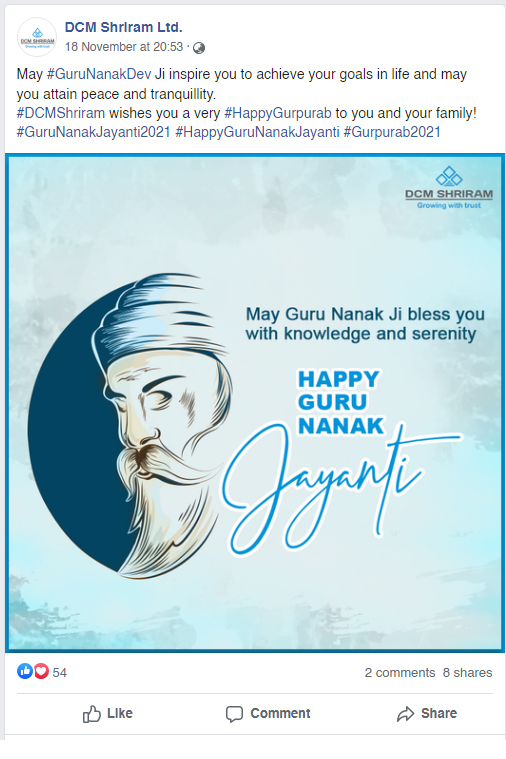 DCM Shriram Ltd.
18 November at 20:53 ·
May #GuruNanakDev Ji inspire you to achieve your goals in life and may
you attain peace and tranquillity.
#DCMShriram wishes you a very #HappyGurpurab to you and your family!
#GuruNanakJayanti2021 #HappyGuruNanakJayanti #Gurpurab2021
DCM SHRIRAM
Growing with trust
May Guru Nanak Ji bless you
with knowledge and serenity
HAPPY
GURU
NANAK
Jayanti
54
2 comments 8 shares
Like Comment Share